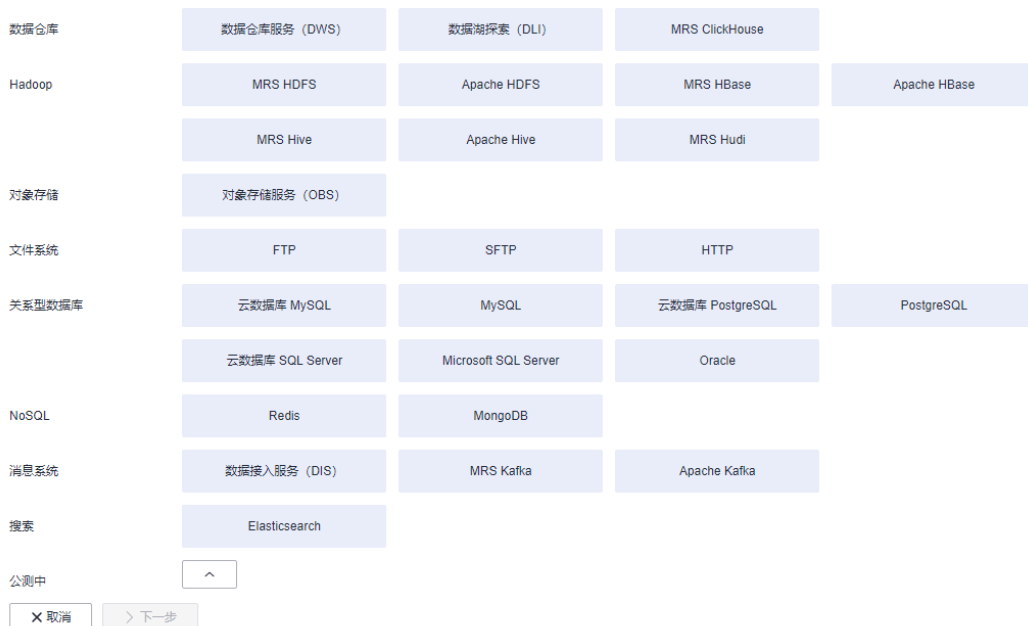 数据仓库 数据仓库服务（DWS） 数据湖探索（DLI） MRS ClickHouse
Hadoop MRS HDFS Apache HDFS MRS HBase Apache HBase
MRS Hive Apache Hive MRS Hudi
对象存储 对象存储服务（OBS）
文件系统 FTP SFTP HTTP
关系型数据库 云数据库 MySQL MySQL 云数据库 PostgreSQL PostgreSQL
云数据库 SQL Server Microsoft SQL Server Oracle
NoSQL Redis MongoDB
消息系统 数据接入服务（DIS） MRS Kafka Apache Kafka
搜索 Elasticsearch
公测中
取消 下一步